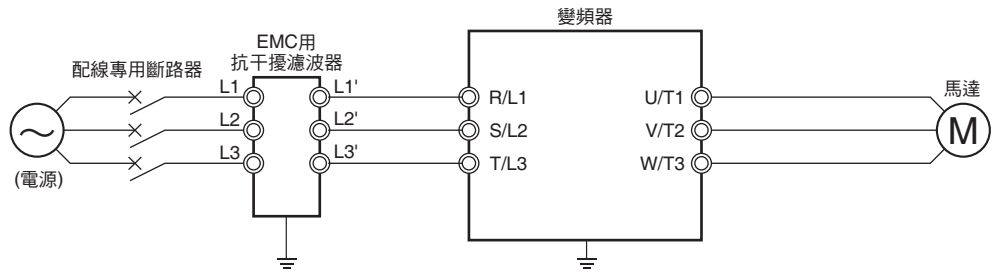 變頻器
EMC用
抗干擾濾波器
配線專用斷路器
馬達
L1
L1'
R/L1
U/T1
L2
L2'
S/L2
V/T2
M
L3
L3'
T/L3
W/T3
(電源)